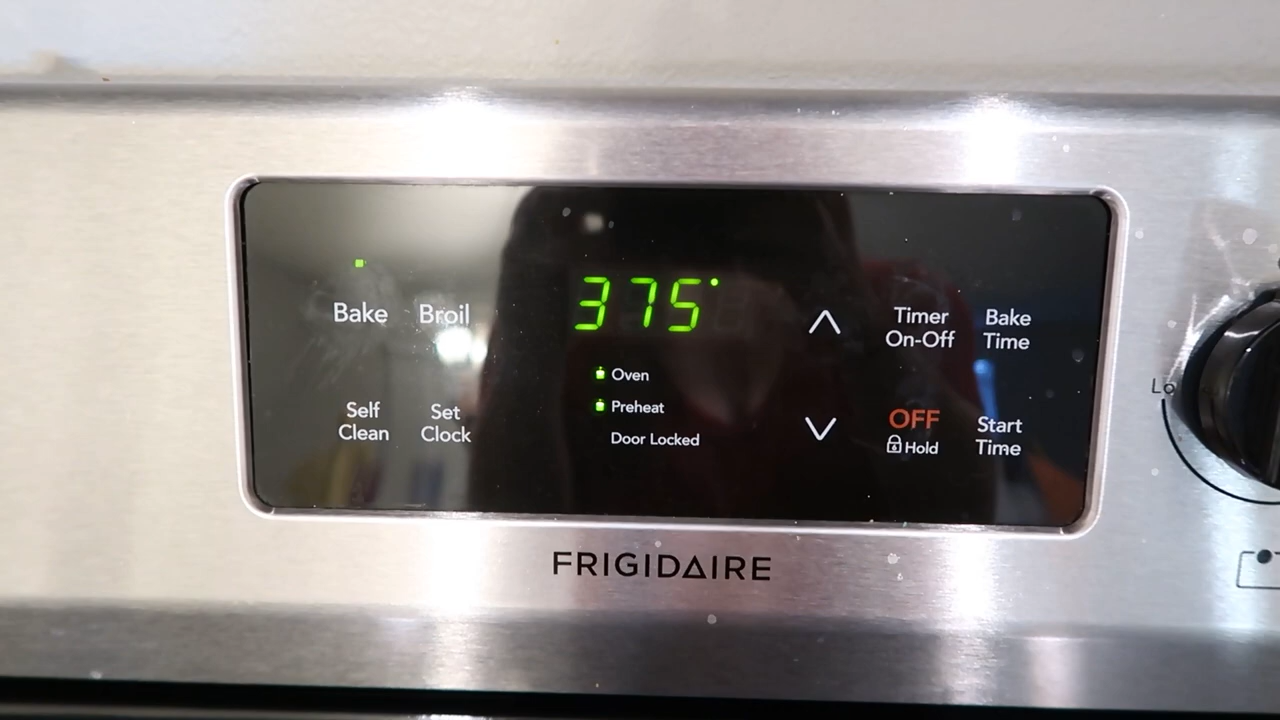 375°
Bake
Broil
Oven
Preheat
Door Locked
Self
Clean
Set
Clock
Timer
On-Off
Bake
Time
OFF
Hold
Start
Time
Lo
FRIGIDAIRE